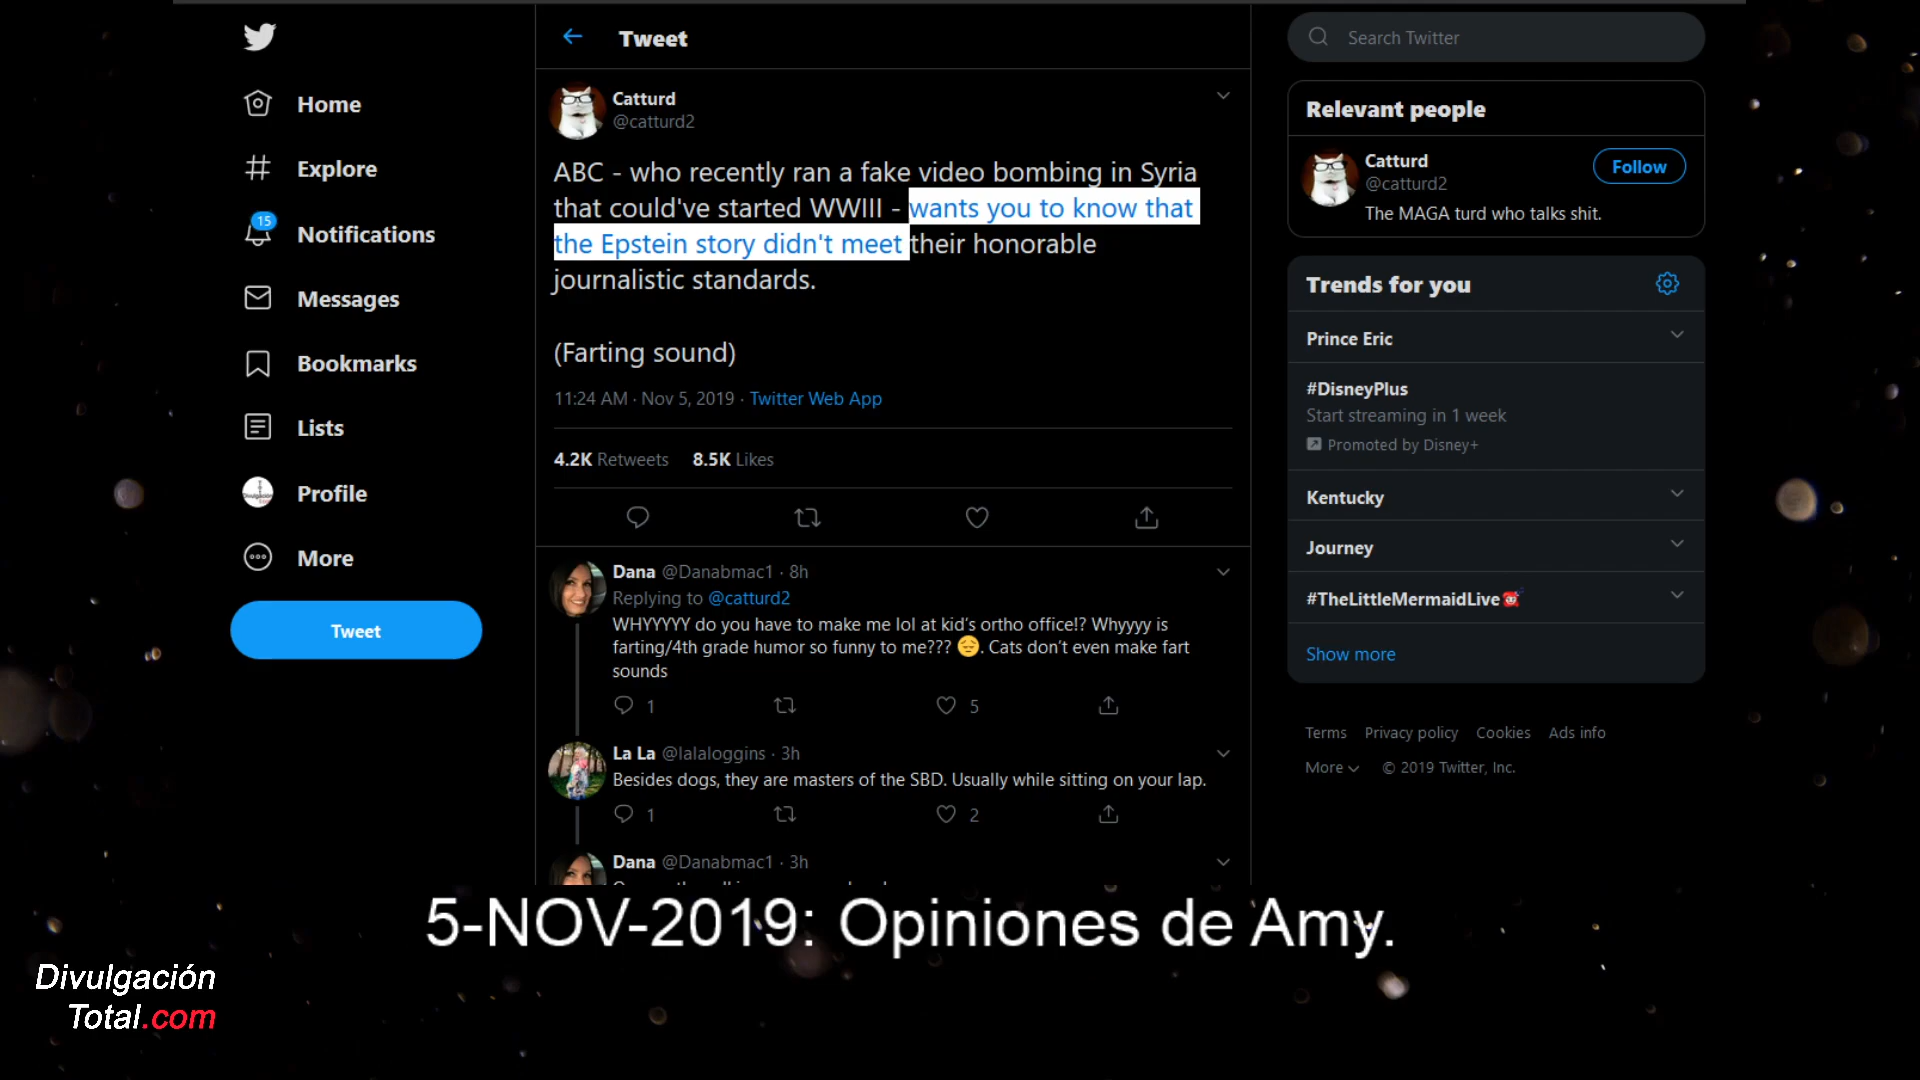 Home
Explore
15
Notifications
Messages
Bookmarks
Lists
Profile
More
Tweet
Tweet
Catturd
@catturd2
ABC - who recently ran a fake video bombing in Syria
that could've started WWIII - wants you to know that
the Epstein story didn't meet their honorable
journalistic standards.
(Farting sound)
11:24 AM · Nov 5, 2019 · Twitter Web App
4.2K Retweets 8.5K Likes
Dana @Danabmac1 · 8h
Replying to @catturd2
WHYYYYY do you have to make me lol at kid's ortho office!? Whyyyy is
farting/4th grade humor so funny to me??? 😔. Cats don't even make fart
sounds
1 5
La La @lalaloggins · 3h
Besides dogs, they are masters of the SBD. Usually while sitting on your lap.
1 2
Dana @Danabmac1 · 3h
Search Twitter
Relevant people
Catturd
@catturd2
Follow
The MAGA turd who talks shit.
Trends for you
Prince Eric
#DisneyPlus
Start streaming in 1 week
Promoted by Disney+
Kentucky
Journey
#TheLittleMermaidLive
Show more
Terms Privacy policy Cookies Ads info
More © 2019 Twitter, Inc.
5-NOV-2019: Opiniones de Amy.
Divulgación
Total.com